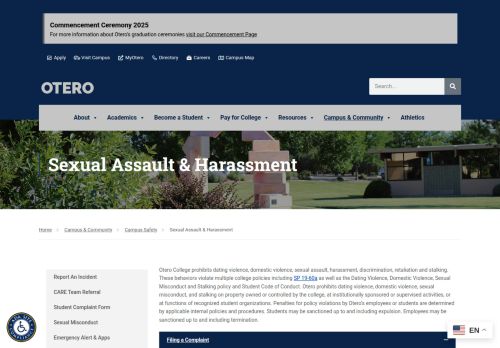 Commencement Ceremony 2025
For more information about Otero's graduation ceremonies visit our Commencement Page
Apply Visit Campus MyOtero Directory Careers Campus Map
OTERO
Search...
About Academics Become a Student Pay for College Resources Campus & Community Athletics
Sexual Assault & Harassment
Home Campus & Community Campus Safety Sexual Assault & Harassment
Report An Incident
CARE Team Referral
Student Complaint Form
Sexual Misconduct
Emergency Alert & Apps
Otero College prohibits dating violence, domestic violence, sexual assault, harassment, discrimination, retaliation and stalking.
These behaviors violate multiple college policies including SP 19-60a as well as the Dating Violence, Domestic Violence, Sexual
Misconduct and Stalking policy and Student Code of Conduct. Otero prohibits dating violence, domestic violence, sexual
misconduct, and stalking on property owned or controlled by the college, at institutionally sponsored or supervised activities, or
at functions of recognized student organizations. Penalties for policy violations by Otero's employees or students are determined
by applicable internal policies and procedures. Students may be sanctioned up to and including expulsion. Employees may be
sanctioned up to and including termination.
Filing a Complaint
EN